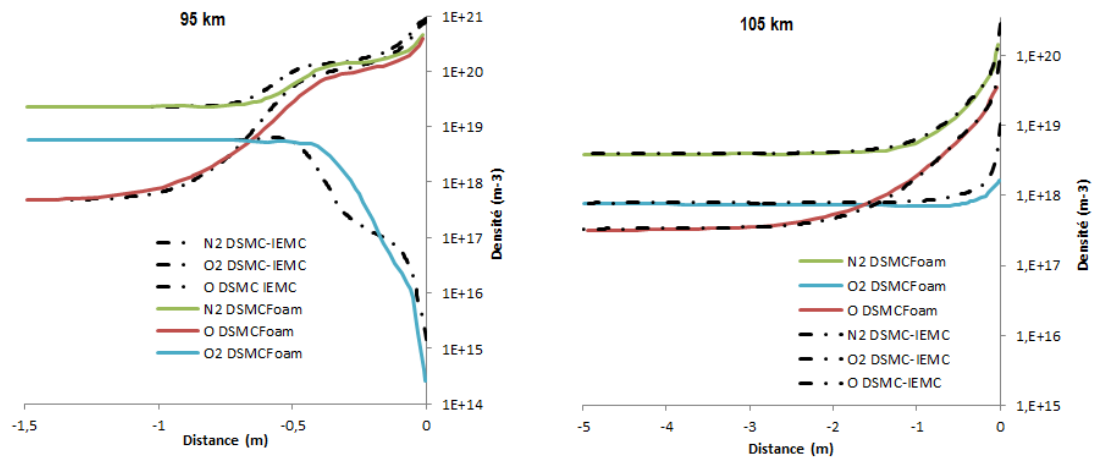 95 km
1E+21
1E+20
1E+19
1E+18
1E+17
1E+16
1E+15
1E+14
Densité (m-3)
N2 DSMC-IEMC
O2 DSMC-IEMC
O DSMC IEMC
N2 DSMCFoam
O DSMCFoam
O2 DSMCFoam
-1,5
-1
-0,5
0
Distance (m)
105 km
1,E+20
1,E+19
1,E+18
1,E+17
1,E+16
1,E+15
Densité (m-3)
N2 DSMCFoam
O2 DSMCFoam
O DSMCFoam
N2 DSMC-IEMC
O2 DSMC-IEMC
O DSMC-IEMC
-5
-4
-3
-2
-1
0
Distance (m)